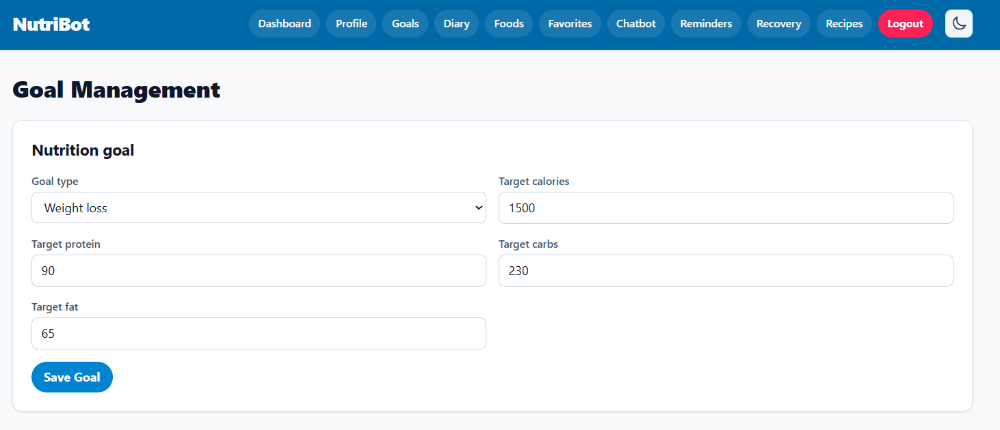 NutriBot Dashboard Profile Goals Diary Foods Favorites Chatbot Reminders Recovery Recipes Logout
Goal Management
Nutrition goal
Goal type Target calories
Weight loss 1500
Target protein Target carbs
90 230
Target fat
65
Save Goal